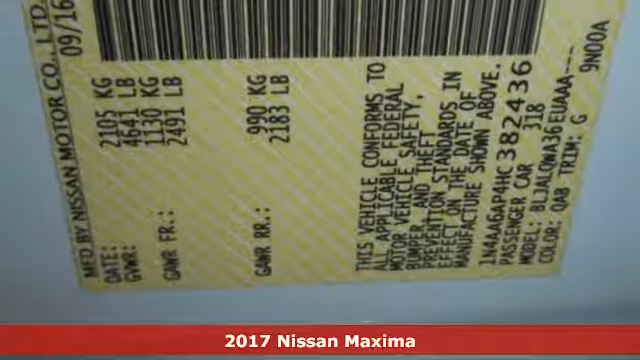 MFD BY NISSAN MOTOR CO., LTD.
DATE: 09/16
GVWR: 2105 KG
4641 LB
GAWR FR.: 1130 KG
2491 LB
GAWR RR.: 990 KG
2183 LB
THIS VEHICLE CONFORMS TO
ALL APPLICABLE FEDERAL
MOTOR VEHICLE SAFETY,
BUMPER, AND THEFT
PREVENTION STANDARDS IN
EFFECT ON THE DATE OF
MANUFACTURE SHOWN ABOVE.
1N4AA6AP4HC382436
PASSENGER CAR 318
MODEL: BLJALQWA36EUAAA---
COLOR: QAB TRIM: G 9N00A
2017 Nissan Maxima